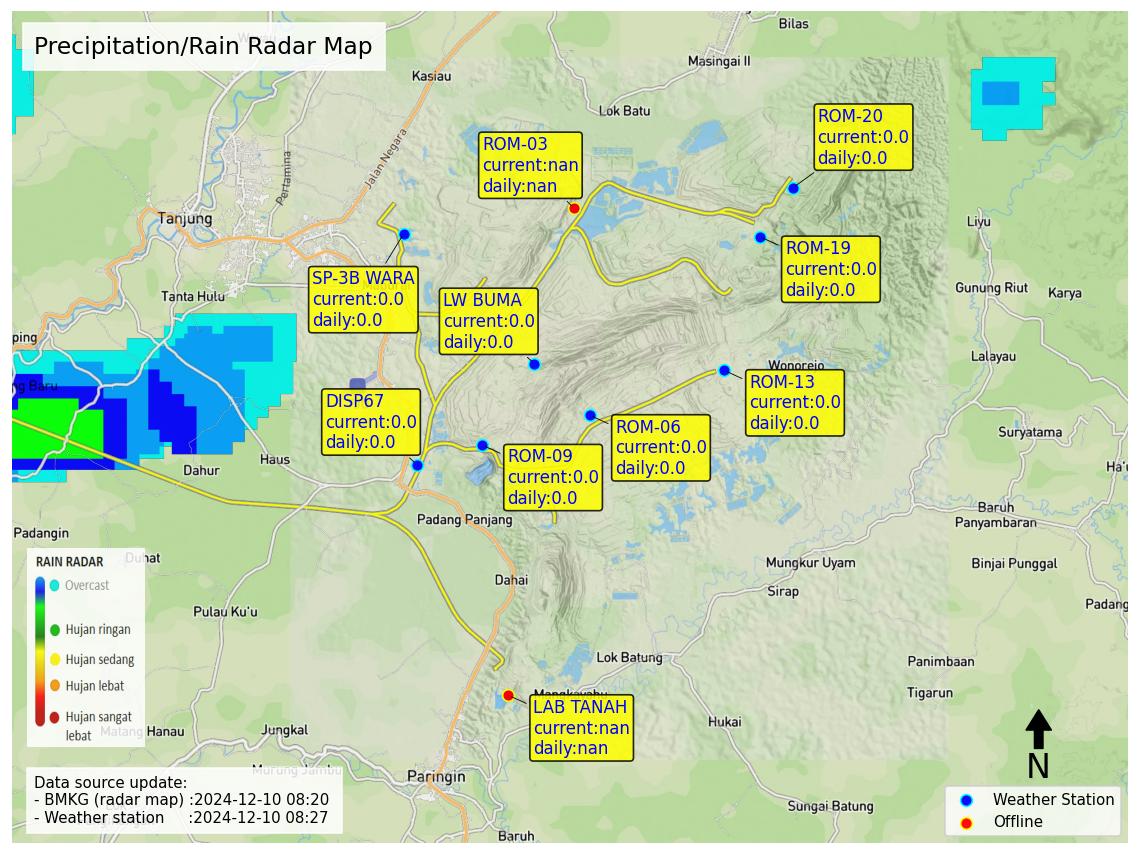 Precipitation/Rain Radar Map
Bilas
Masingai II
Kasiau
Lok Batu
Jalan Negara
Pertamina
Tanjung
Tanta Hulu
ROM-03
current:nan
daily:nan
ROM-20
current:0.0
daily:0.0
ROM-19
current:0.0
daily:0.0
SP-3B WARA
current:0.0
daily:0.0
LW BUMA
current:0.0
daily:0.0
Liyu
Gunung Riut
Karya
Lalayau
Wonorejo
ROM-13
current:0.0
daily:0.0
DISP67
current:0.0
daily:0.0
ROM-06
current:0.0
daily:0.0
ROM-09
current:0.0
daily:0.0
ping
ng Baru
Dahur
Haus
Suryatama
Ha'u
Baruh
Panyambaran
Padangin
Padang Panjang
Duhat
Dahai
Mungkur Uyam
Binjai Punggal
Sirap
Padang
Pulau Ku'u
RAIN RADAR
Overcast
Hujan ringan
Hujan sedang
Hujan lebat
Hujan sangat
lebat
Lok Batung
Panimbaan
Tigarun
LAB TANAH
current:nan
daily:nan
Hukai
Matang Hanau
Jungkal
Murung Jambu
Paringin
Sungai Batung
Baruh
Data source update:
- BMKG (radar map) :2024-12-10 08:20
- Weather station :2024-12-10 08:27
N
Weather Station
Offline